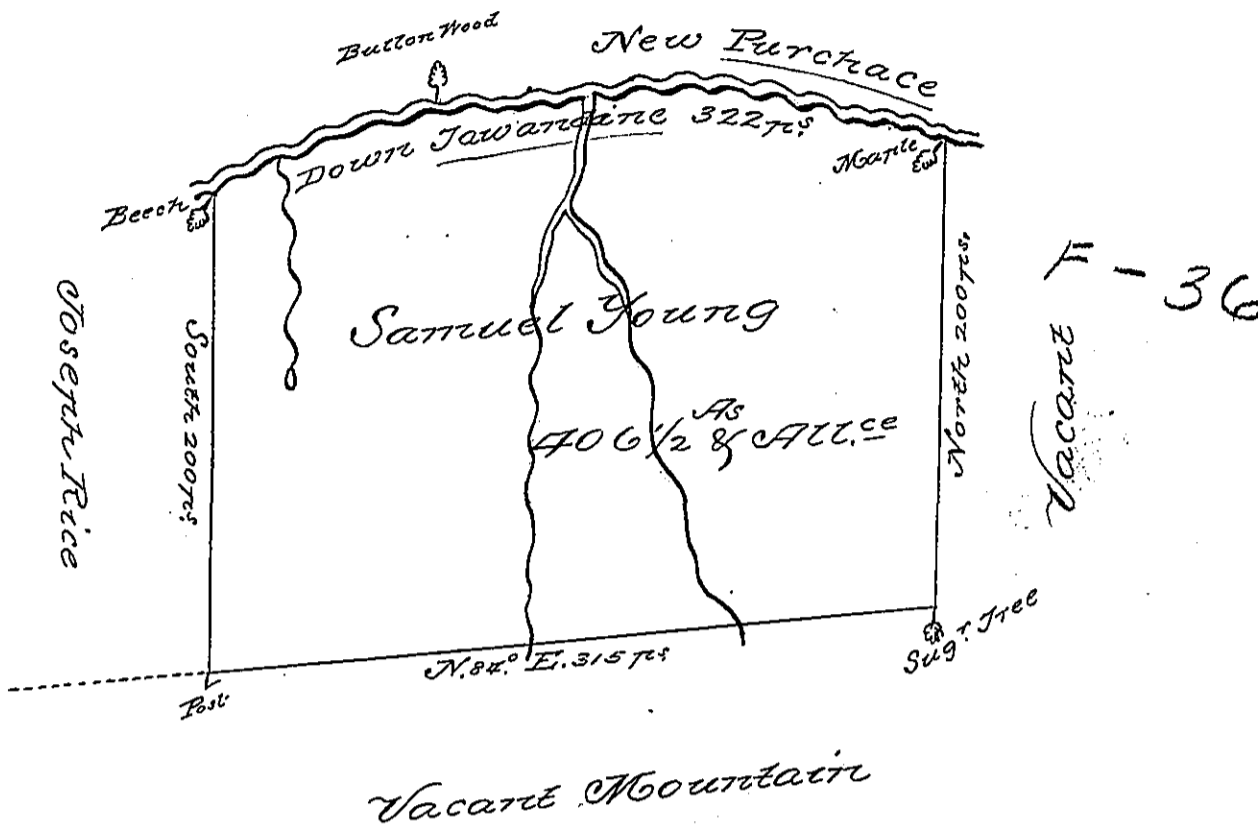 Button Wood
New Purchace
Down Tawandine 322 ps.
Beech
Maple
Joseph Rice
South 200 ps.
Samuel Young
406 1/2 As & All.ce
North 200 ps.
Vacant
F-36
N. 84.° E. 315 ps.
Post
Sug.r Tree
Vacant Mountain